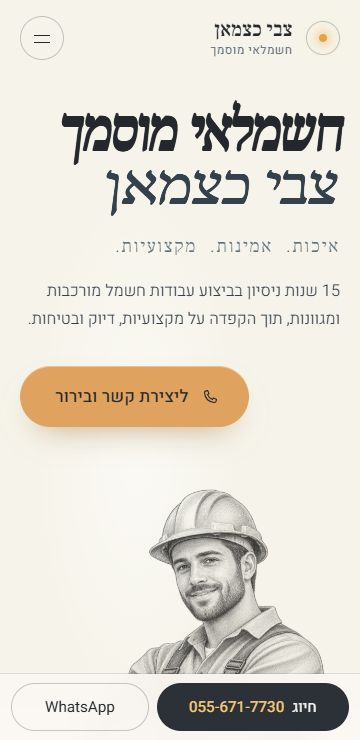 צבי כצמאן
חשמלאי מוסמך
חשמלאי מוסמך
צבי כצמאן
איכות. אמינות. מקצועיות.
15 שנות ניסיון בביצוע עבודות חשמל מורכבות
ומגוונות, תוך הקפדה על מקצועיות, דיוק ובטיחות.
ליצירת קשר ובירור
חיוג 055-671-7730
WhatsApp